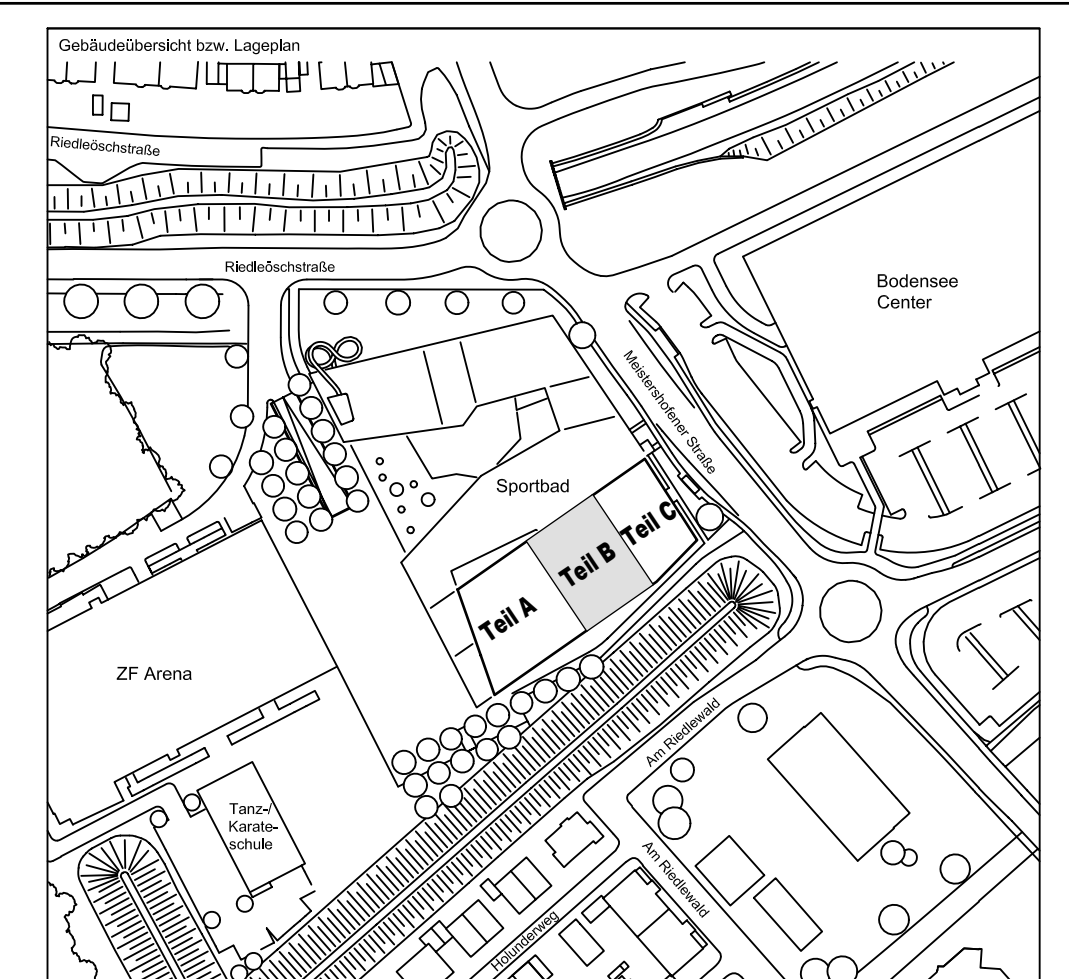 Gebäudeübersicht bzw. Lageplan
Riedleöschstraße
Riedleöschstraße
Bodensee
Center
Meistershofener Straße
Sportbad
Teil C
Teil B
Teil A
ZF Arena
Am Riedlewald
Tanz-/
Karate-
schule
Am Riedlewald
Holunderweg